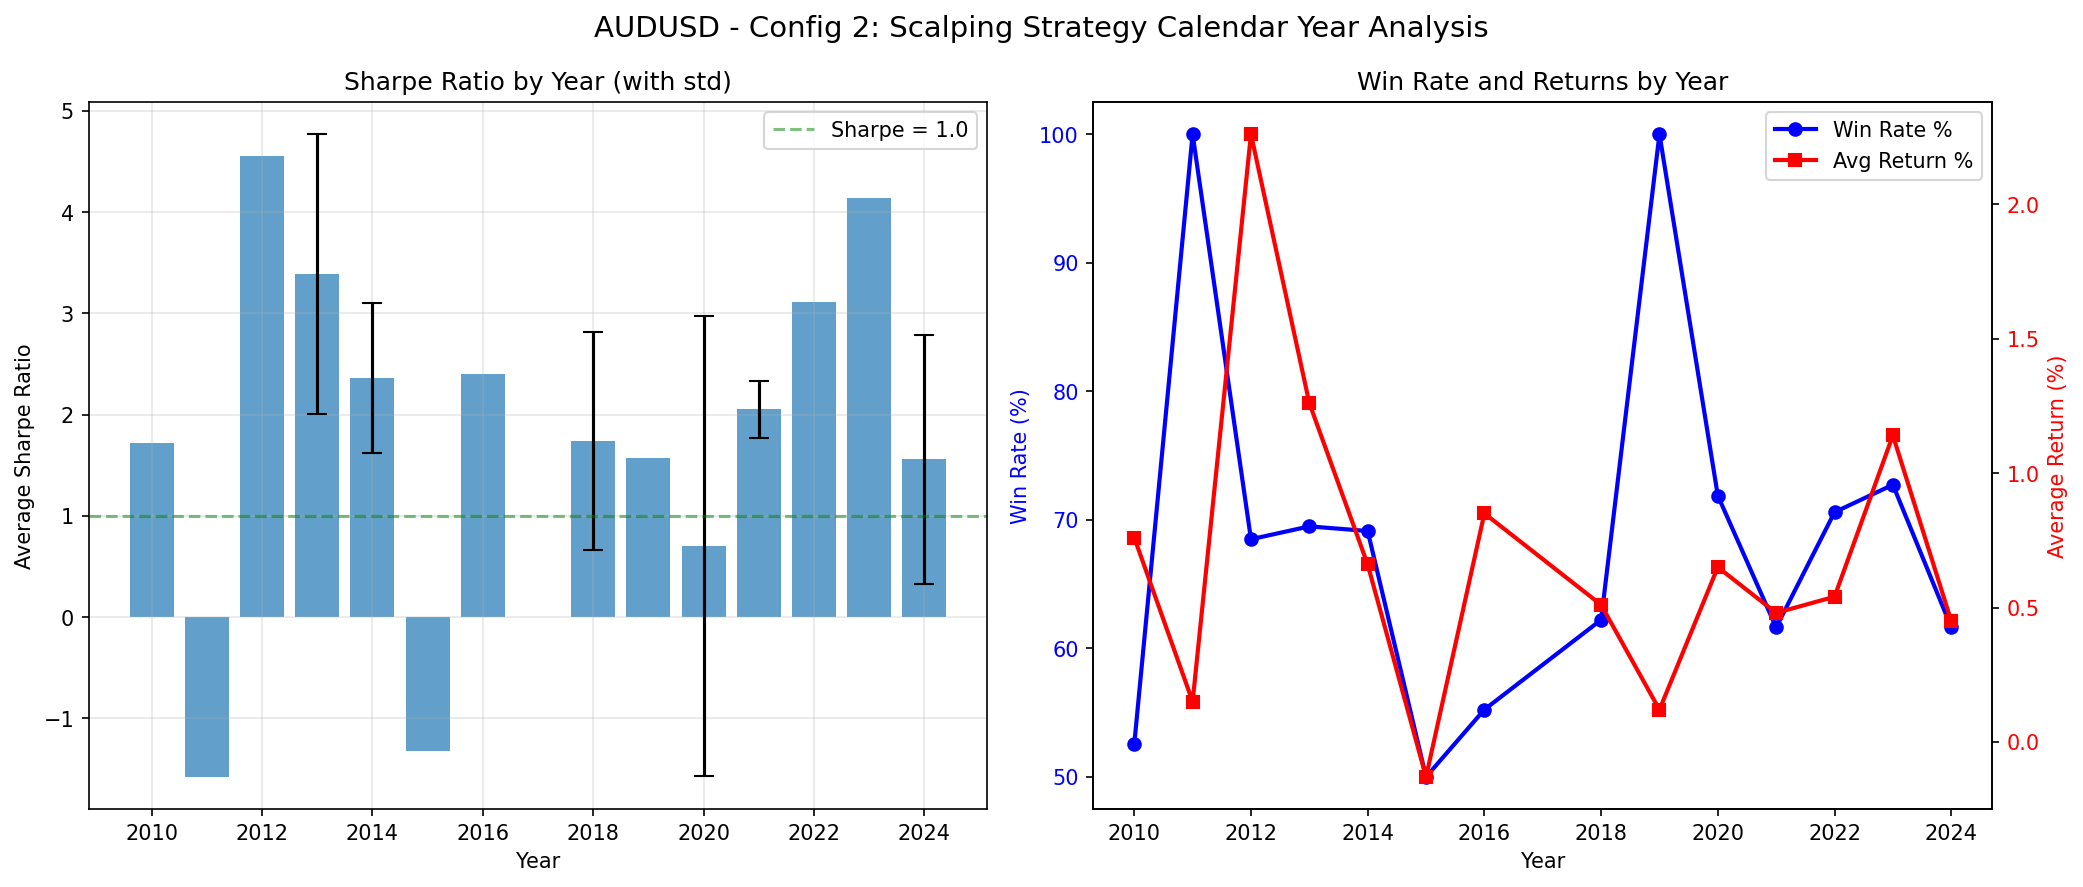 AUDUSD - Config 2: Scalping Strategy Calendar Year Analysis
Sharpe Ratio by Year (with std)
Sharpe = 1.0
Average Sharpe Ratio
5
4
3
2
1
0
−1
2010 2012 2014 2016 2018 2020 2022 2024
Year
Win Rate and Returns by Year
Win Rate %
Avg Return %
Win Rate (%)
100
90
80
70
60
50
2.0
1.5
1.0
0.5
0.0
Average Return (%)
2010 2012 2014 2016 2018 2020 2022 2024
Year